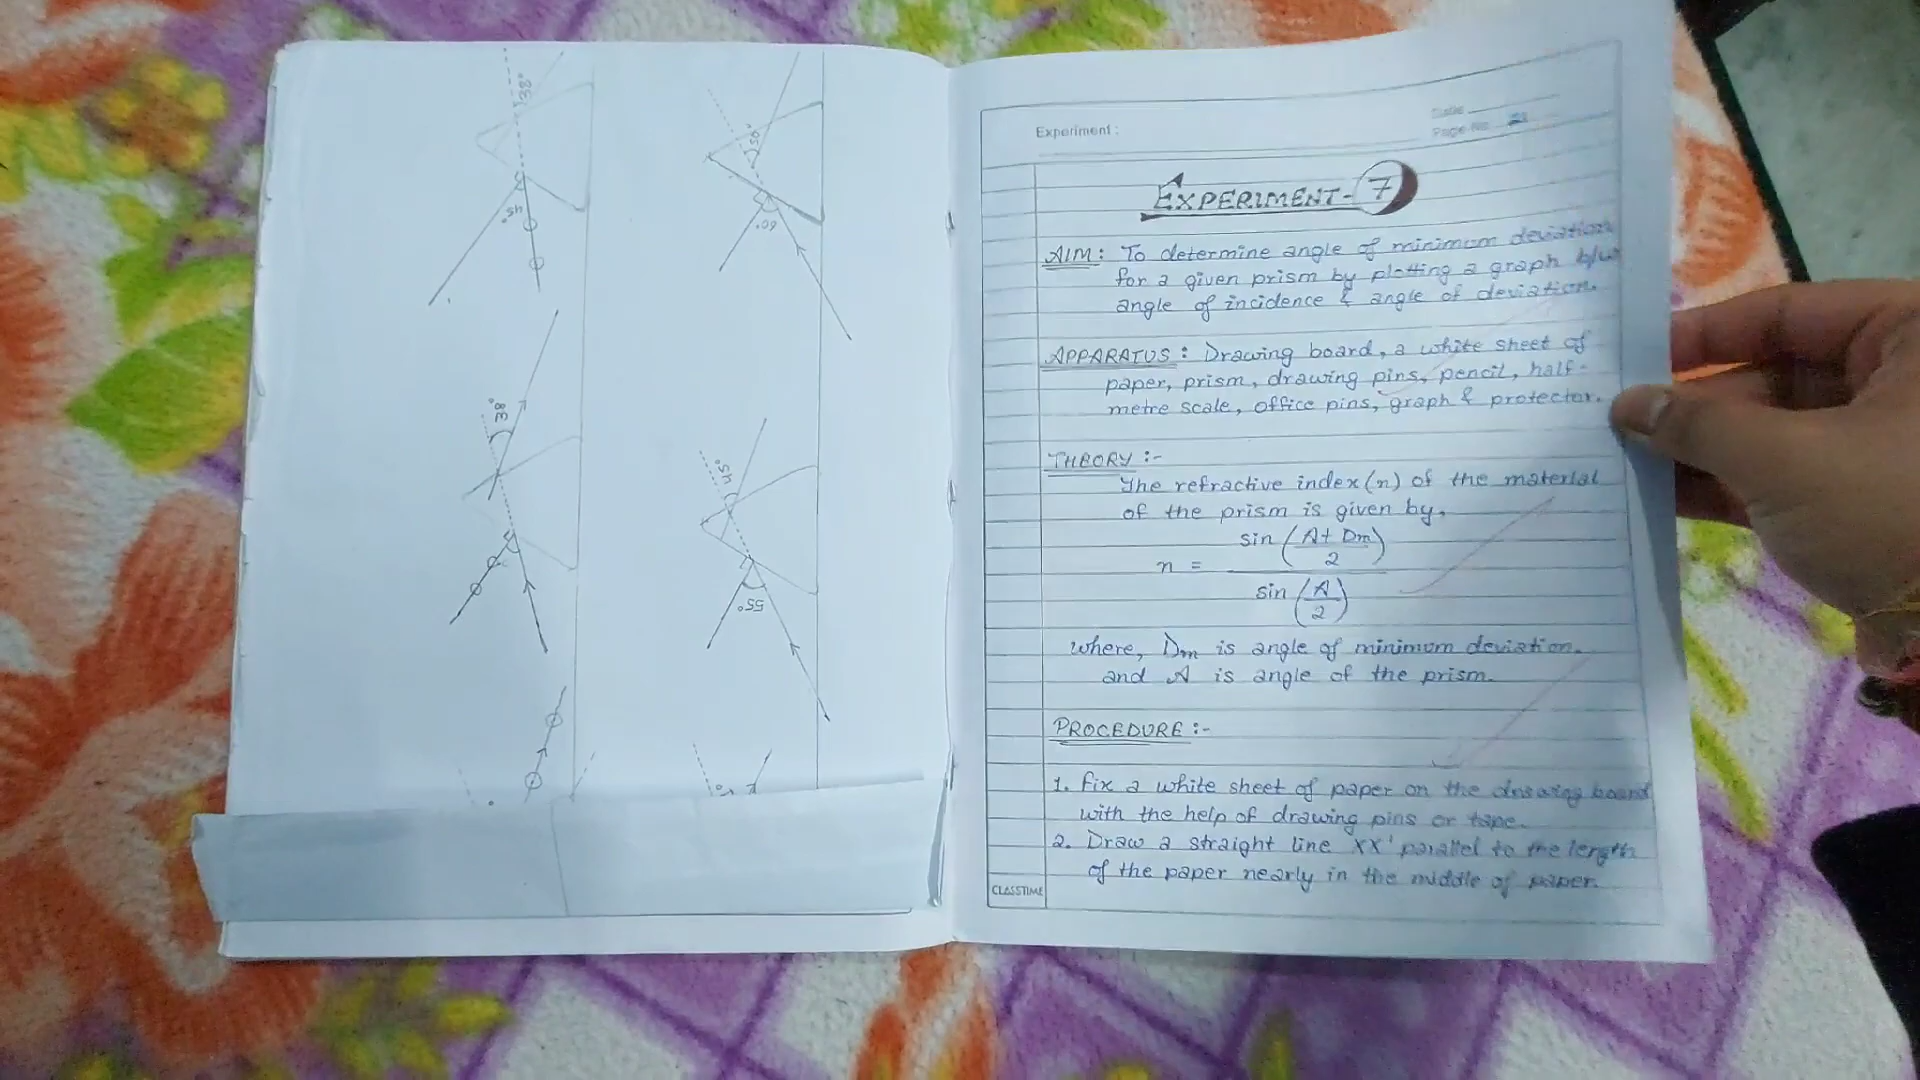 38°
45°
50°
60°
38°
45°
55°
Experiment :
Date
Page No. 21
EXPERIMENT- 7
AIM: To determine angle of minimum deviation
for a given prism by plotting a graph b/w
angle of incidence & angle of deviation.
APPARATUS: Drawing board, a white sheet of
paper, prism, drawing pins, pencil, half-
metre scale, office pins, graph & protector.
THEORY :-
The refractive index (n) of the material
of the prism is given by,
n = sin (A+ Dm / 2) / sin (A / 2)
where, Dm is angle of minimum deviation.
and A is angle of the prism.
PROCEDURE :-
1. Fix a white sheet of paper on the drawing board
with the help of drawing pins or tape.
2. Draw a straight line XX' parallel to the length
of the paper nearly in the middle of paper.
CLASSTIME